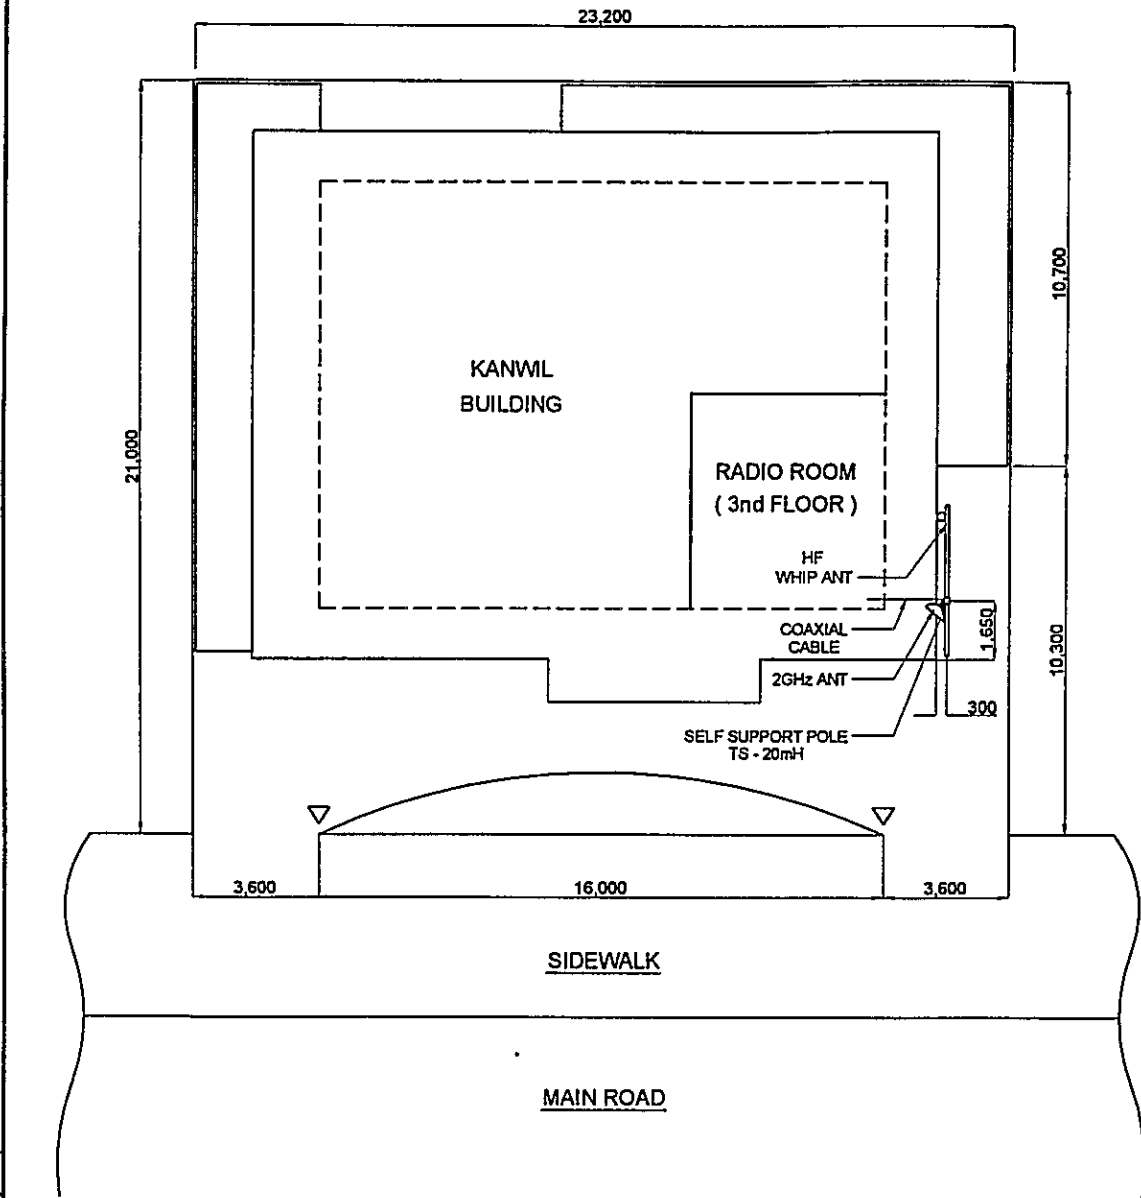 23,200
10,700
21,000
KANWIL
BUILDING
RADIO ROOM
( 3nd FLOOR )
HF
WHIP ANT
COAXIAL
CABLE
1,650
10,300
2GHz ANT
300
SELF SUPPORT POLE
TS - 20mH
3,600
16,000
3,600
SIDEWALK
MAIN ROAD